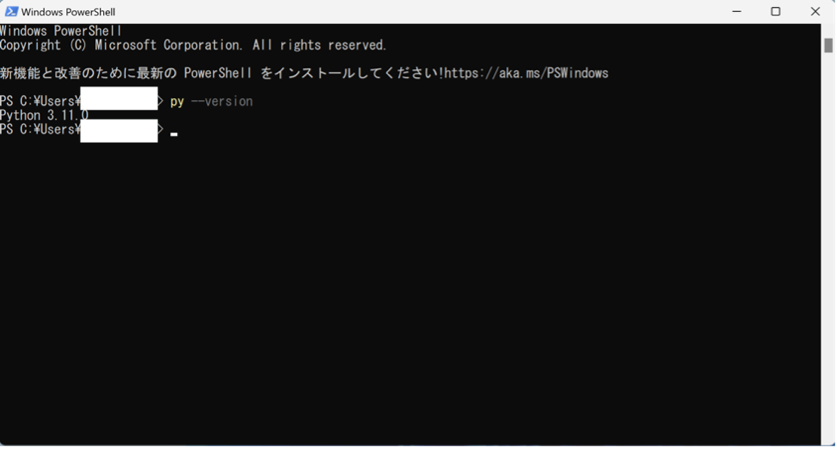 Windows PowerShell
Windows PowerShell
Copyright (C) Microsoft Corporation. All rights reserved.
新機能と改善のために最新の PowerShell をインストールしてください!https://aka.ms/PSWindows
PS C:¥Users¥> py --version
Python 3.11.0
PS C:¥Users¥>